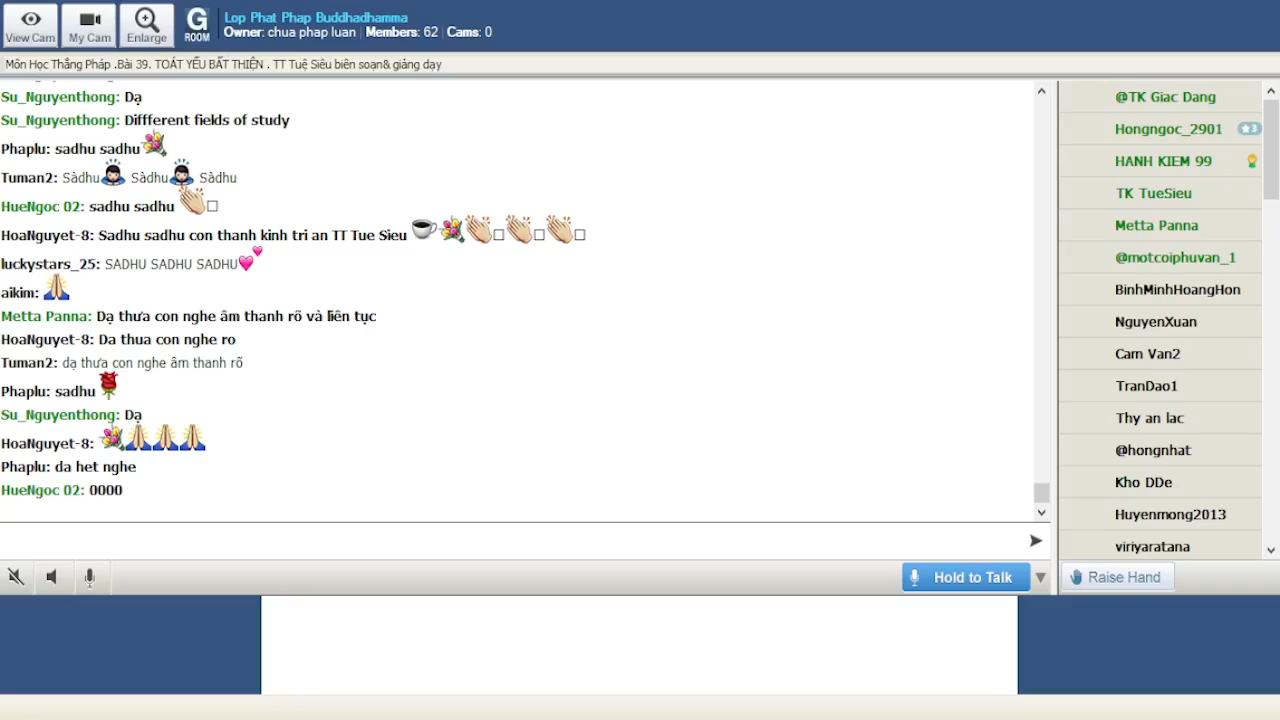 Lop Phat Phap Buddhadhamma
View Cam
My Cam
Enlarge
G ROOM
Owner: chua phap luan | Members: 62 | Cams: 0
Môn Học Thắng Pháp .Bài 39. TOÁT YẾU BẤT THIỆN . TT Tuệ Siêu biên soạn& giảng dạy
Su_Nguyenthong: Dạ
Su_Nguyenthong: Diffferent fields of study
Phaplu: sadhu sadhu
Tuman2: Sàdhu Sàdhu Sàdhu
HueNgoc 02: sadhu sadhu
HoaNguyet-8: Sadhu sadhu con thanh kinh tri an TT Tue Sieu
luckystars_25: SADHU SADHU SADHU
aikim:
Metta Panna: Dạ thưa con nghe âm thanh rõ và liên tục
HoaNguyet-8: Da thua con nghe ro
Tuman2: dạ thưa con nghe âm thanh rõ
Phaplu: sadhu
Su_Nguyenthong: Dạ
HoaNguyet-8:
Phaplu: da het nghe
HueNgoc 02: 0000
@TK Giac Dang
Hongngoc_2901 3
HANH KIEM 99
TK TueSieu
Metta Panna
@motcoiphuvan_1
BinhMinhHoangHon
NguyenXuan
Cam Van2
TranDao1
Thy an lac
@hongnhat
Kho DDe
Huyenmong2013
viriyaratana
Hold to Talk
Raise Hand